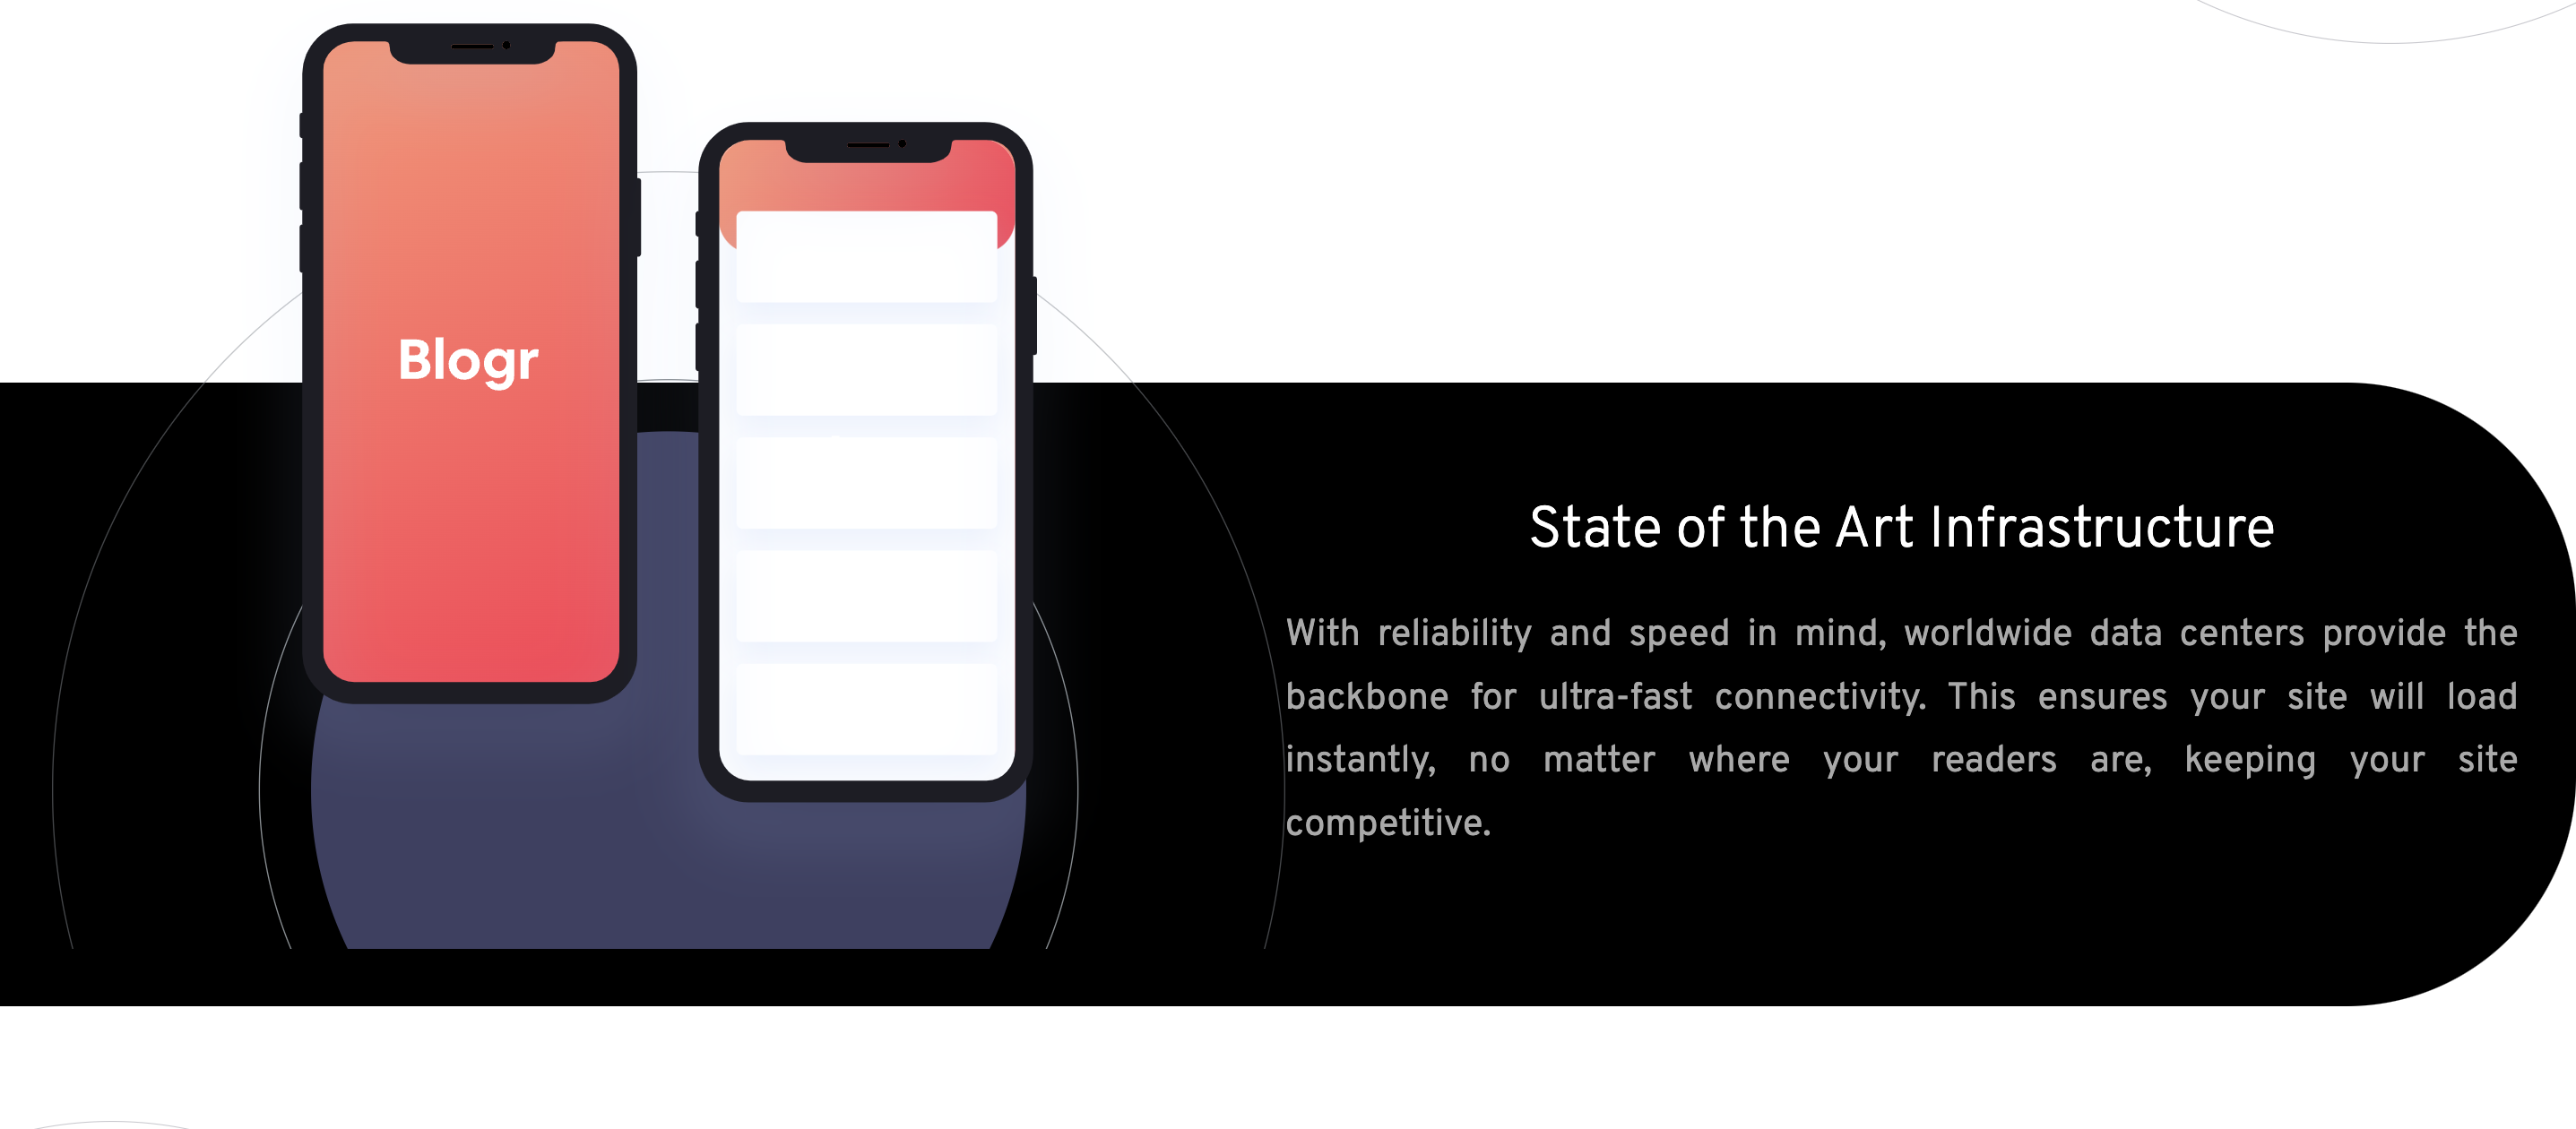 Blogr
State of the Art Infrastructure
With reliability and speed in mind, worldwide data centers provide the
backbone for ultra-fast connectivity. This ensures your site will load
instantly, no matter where your readers are, keeping your site
competitive.